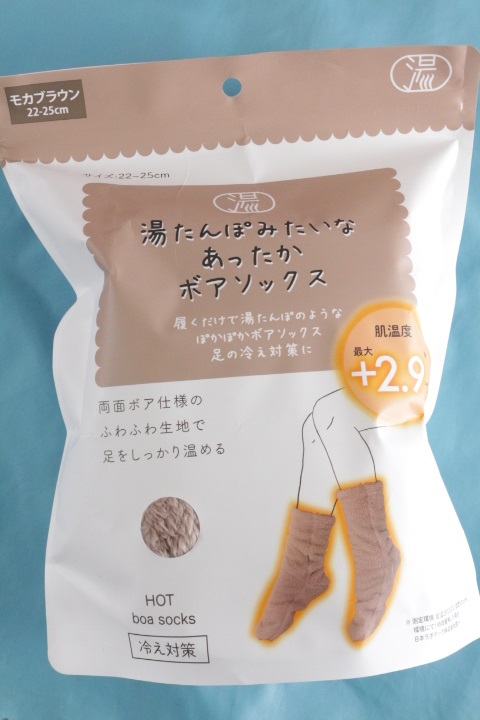 湯
モカブラウン
22-25cm
サイズ:22-25cm
湯
湯たんぽみたいな
あったか
ボアソックス
履くだけで湯たんぽのような
ぽかぽかボアソックス
足の冷え対策に
肌温度
最大
+2.9
両面ボア仕様の
ふわふわ生地で
足をしっかり温める
HOT
boa socks
冷え対策